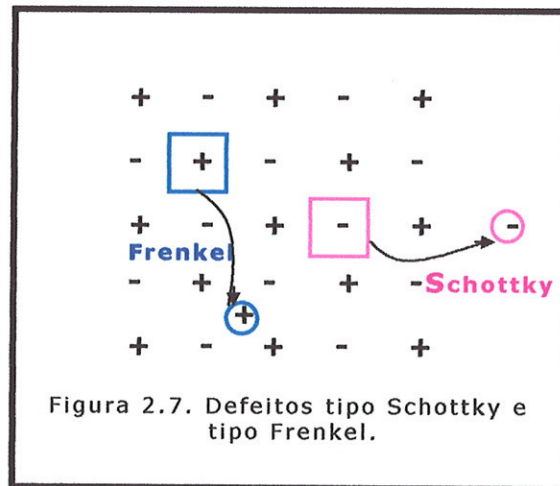 + - + - +
- + - + -
+ - + - + -
Frenkel
Schottky
- + - + -
+
+ - + - +
Figura 2.7. Defeitos tipo Schottky e
tipo Frenkel.